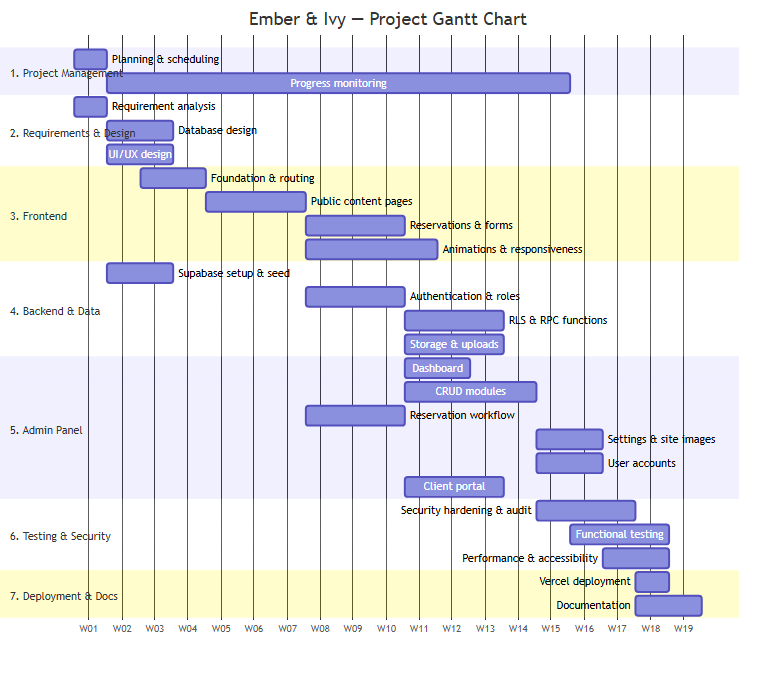 Ember & Ivy — Project Gantt Chart
1. Project Management
Planning & scheduling
Progress monitoring
2. Requirements & Design
Requirement analysis
Database design
UI/UX design
3. Frontend
Foundation & routing
Public content pages
Reservations & forms
Animations & responsiveness
4. Backend & Data
Supabase setup & seed
Authentication & roles
RLS & RPC functions
Storage & uploads
5. Admin Panel
Dashboard
CRUD modules
Reservation workflow
Settings & site images
User accounts
Client portal
6. Testing & Security
Security hardening & audit
Functional testing
Performance & accessibility
7. Deployment & Docs
Vercel deployment
Documentation
W01 W02 W03 W04 W05 W06 W07 W08 W09 W10 W11 W12 W13 W14 W15 W16 W17 W18 W19